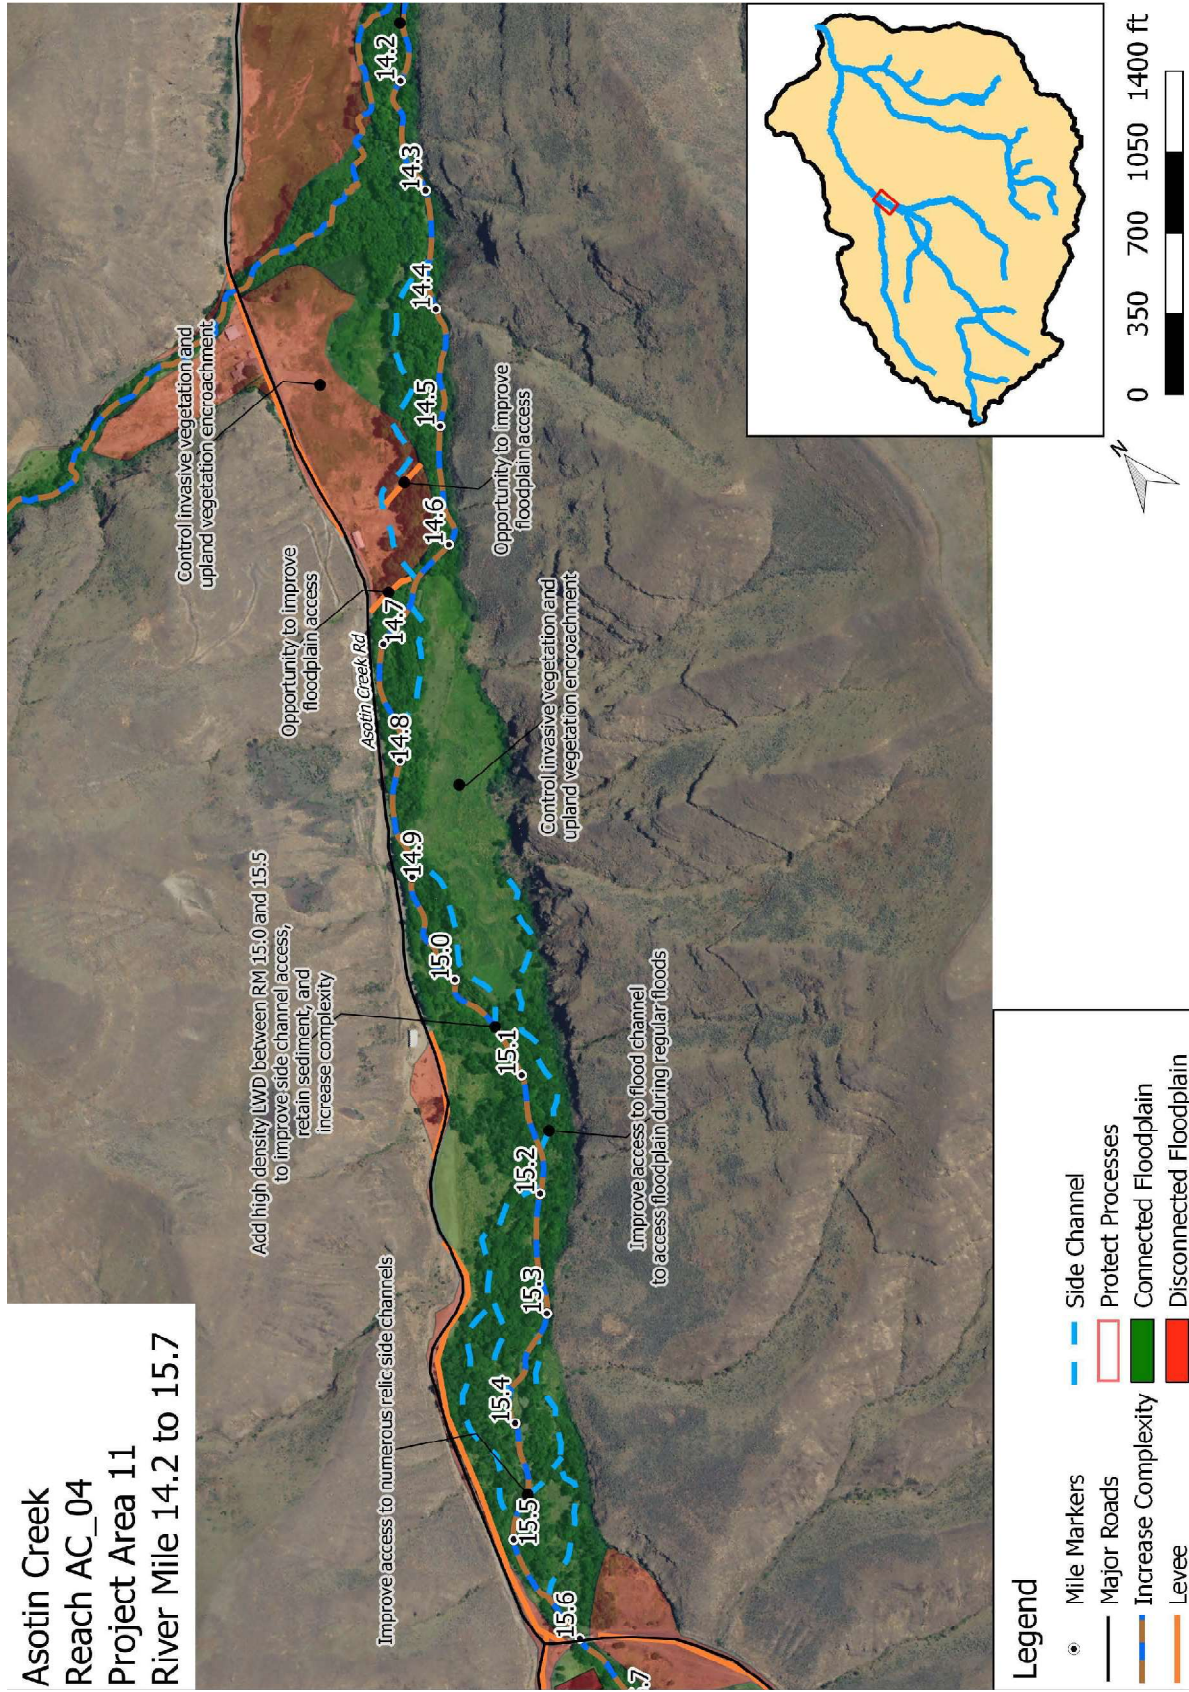 Asotin Creek
Reach AC_04
Project Area 11
River Mile 14.2 to 15.7
Improve access to numerous relic side channels
Add high density LWD between RM 15.0 and 15.5
to improve side channel access,
retain sediment, and
increase complexity
Opportunity to improve
floodplain access
Control invasive vegetation and
upland vegetation encroachment
Asotin Creek Rd
.7
15.6
15.5
15.4
15.3
15.2
15.1
15.0
14.9
14.8
14.7
14.6
14.5
14.4
14.3
14.2
Improve access to flood channel
to access floodplain during regular floods
Control invasive vegetation and
upland vegetation encroachment
Opportunity to improve
floodplain access
Legend
Mile Markers
Major Roads
Increase Complexity
Levee
Side Channel
Protect Processes
Connected Floodplain
Disconnected Floodplain
N
0 350 700 1050 1400 ft